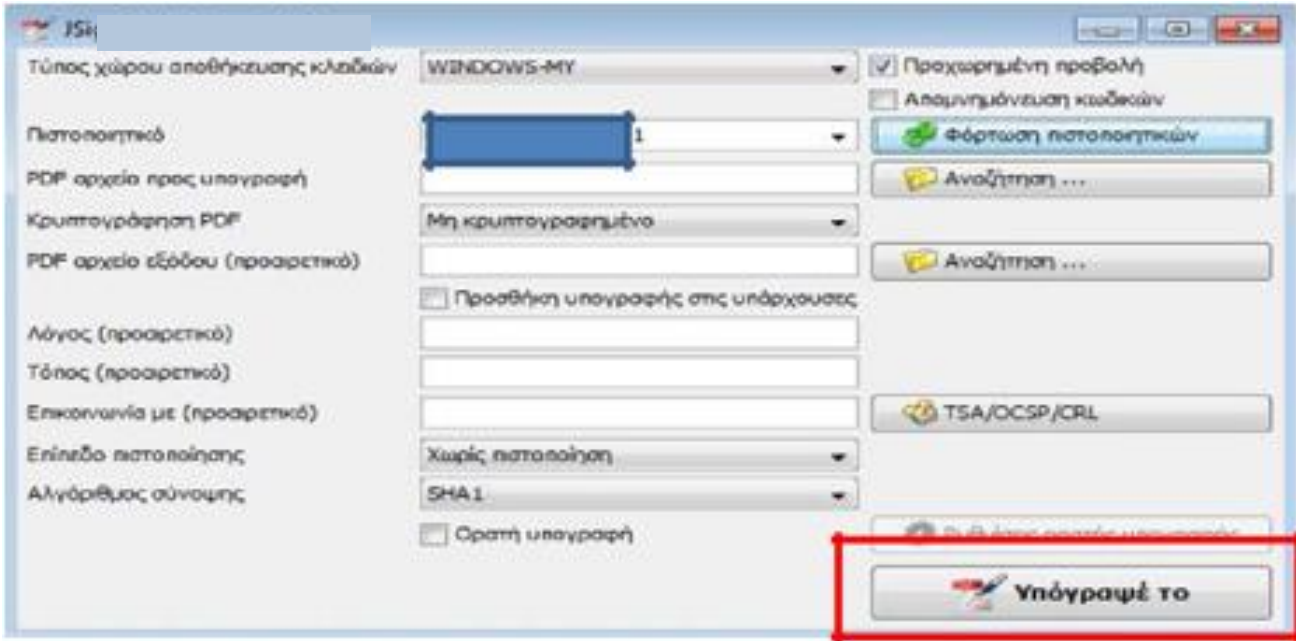 JSi
Τύπος χώρου αποθήκευσης κλειδιών WINDOWS-MY Προχωρημένη προβολή
Απομνημόνευση κωδικών
Πιστοποιητικό 1 Φόρτωση πιστοποιητικών
PDF αρχείο προς υπογραφή Αναζήτηση ...
Κρυπτογράφηση PDF Μη κρυπτογραφημένο
PDF αρχείο εξόδου (προαιρετικό) Αναζήτηση ...
Προσθήκη υπογραφής στις υπάρχουσες
Λόγος (προαιρετικό)
Τόπος (προαιρετικό)
Επικοινωνία με (προαιρετικό) TSA/OCSP/CRL
Επίπεδο πιστοποίησης Χωρίς πιστοποίηση
Αλγόριθμος σύνοψης SHA1
Ορατή υπογραφή
Υπόγραψέ το